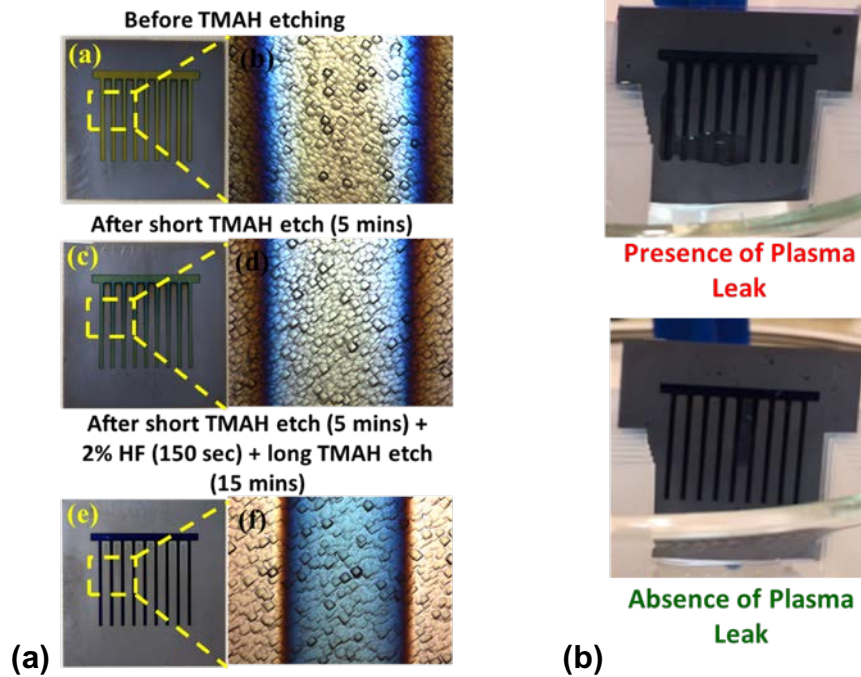 Before TMAH etching
(a)
(b)
After short TMAH etch (5 mins)
(c)
(d)
After short TMAH etch (5 mins) +
2% HF (150 sec) + long TMAH etch
(15 mins)
(e)
(f)
(a)
Presence of Plasma
Leak
Absence of Plasma
Leak
(b)